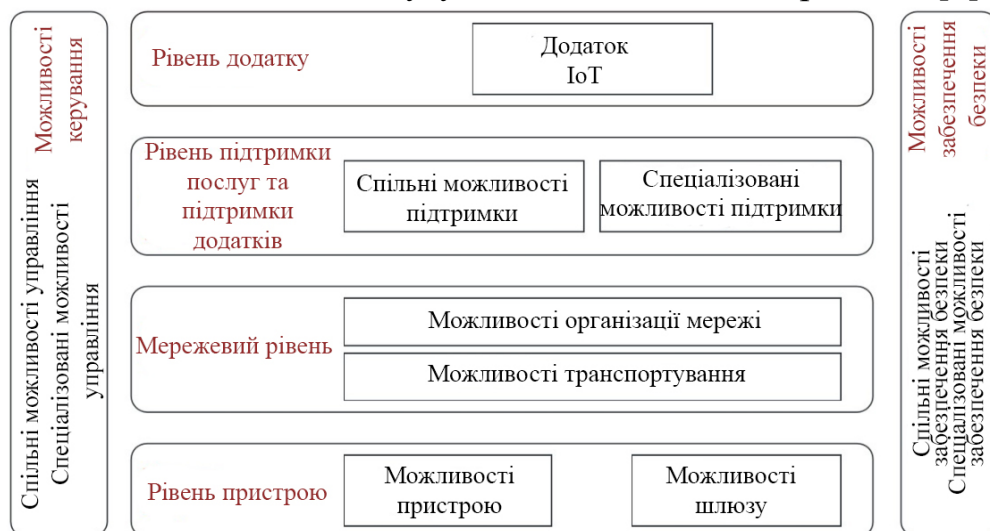 Можливості
керування
Спільні можливості управління
Спеціалізовані можливості
управління
Рівень додатку
Додаток
IoT
Рівень підтримки
послуг та
підтримки
додатків
Спільні можливості
підтримки
Спеціалізовані
можливості підтримки
Мережевий рівень
Можливості організації мережі
Можливості транспортування
Рівень пристрою
Можливості
пристрою
Можливості
шлюзу
Можливості
забезпечення
безпеки
Спільні можливості
забезпечення безпеки
Спеціалізовані можливості
забезпечення безпеки